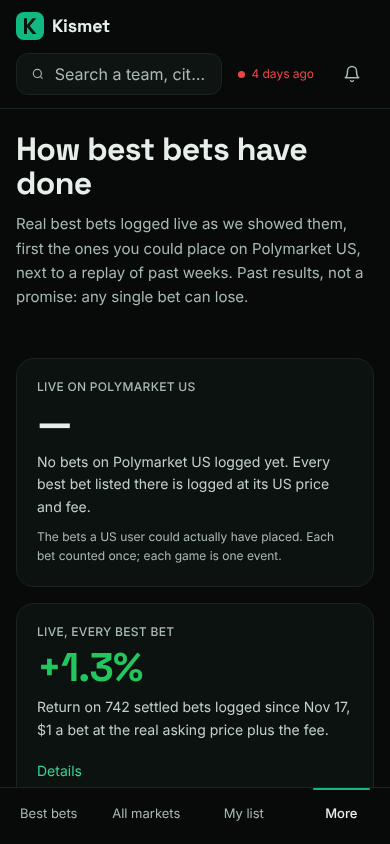 K Kismet
Search a team, cit...
4 days ago
How best bets have
done
Real best bets logged live as we showed them,
first the ones you could place on Polymarket US,
next to a replay of past weeks. Past results, not a
promise: any single bet can lose.
LIVE ON POLYMARKET US
—
No bets on Polymarket US logged yet. Every
best bet listed there is logged at its US price
and fee.
The bets a US user could actually have placed. Each
bet counted once; each game is one event.
LIVE, EVERY BEST BET
+1.3%
Return on 742 settled bets logged since Nov 17,
$1 a bet at the real asking price plus the fee.
Details
Best bets All markets My list More